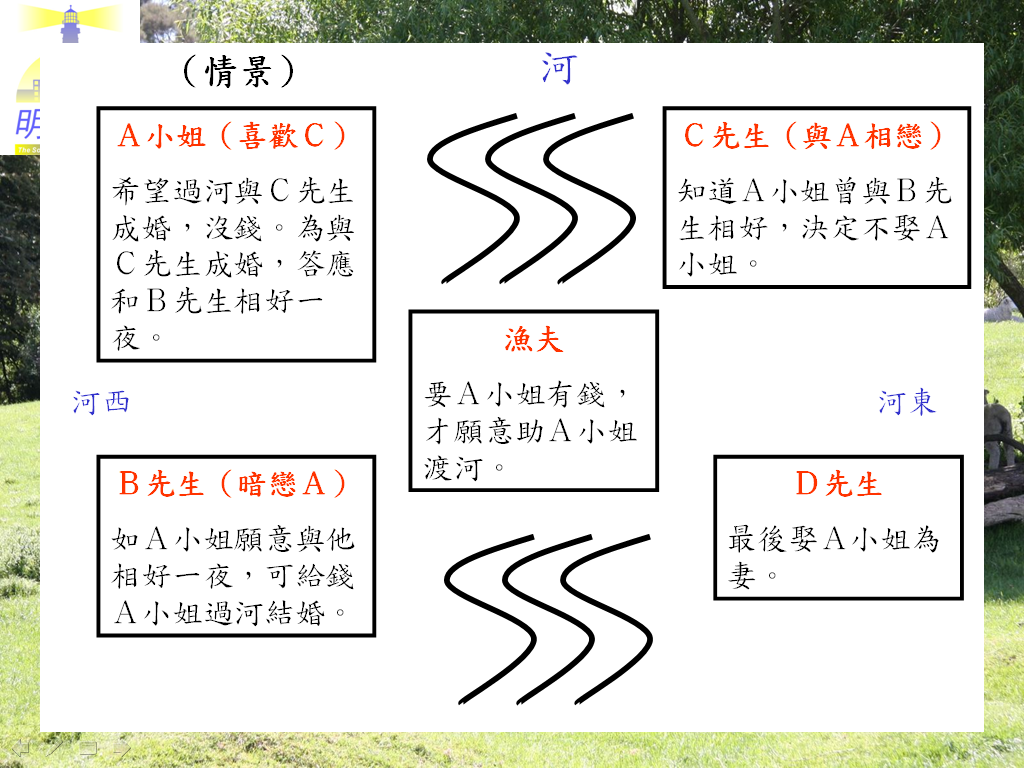 （情景）
河
Ａ小姐（喜歡Ｃ）
希望過河與Ｃ先生
成婚，沒錢。為與
Ｃ先生成婚，答應
和Ｂ先生相好一
夜。
Ｃ先生（與Ａ相戀）
知道Ａ小姐曾與Ｂ先
生相好，決定不娶Ａ
小姐。
漁夫
要Ａ小姐有錢，
才願意助Ａ小姐
渡河。
河西
河東
Ｂ先生（暗戀Ａ）
如Ａ小姐願意與他
相好一夜，可給錢
Ａ小姐過河結婚。
Ｄ先生
最後娶Ａ小姐為
妻。
明